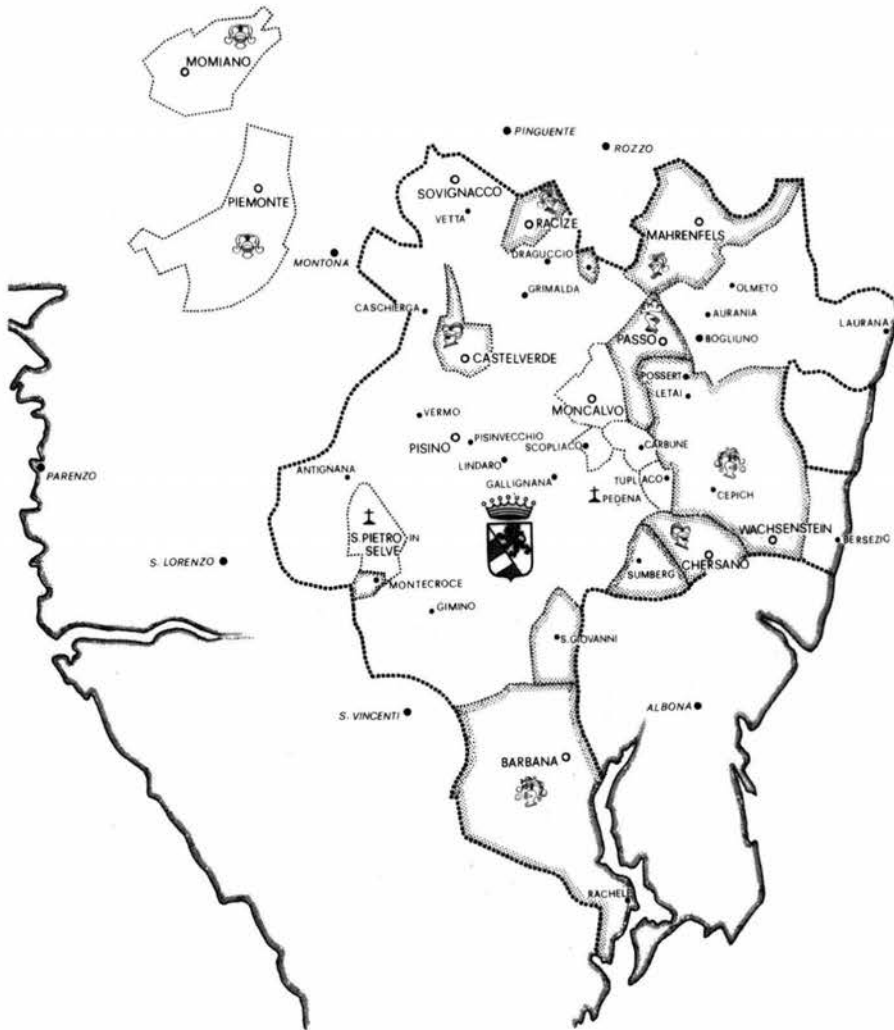 MOMIANO
PINGUENTE
ROZZO
SOVIGNACCO
VETTA
PIEMONTE
RACIZE
MAHRENFELS
MONTONA
DRAGUCCIO
GRIMALDA
OLMETO
CASCHIERGA
AURANIA
LAURANA
PASSO
BOGLIUNO
CASTELVERDE
POSSERT
LETAI
MONCALVO
VERMO
PISINO
PISINVECCHIO
SCOPLIACO
CARBUNE
LINDARO
PARENZO
ANTIGNANA
GALLIGNANA
TUPLIACO
PEDENA
CEPICH
S. PIETRO IN
SELVE
WACHSENSTEIN
BERSEZIG
S. LORENZO
CHERSANO
SUMBERG
MONTECROCE
GIMINO
S. GIOVANNI
S. VINCENTI
ALBONA
BARBANA
RACHELE